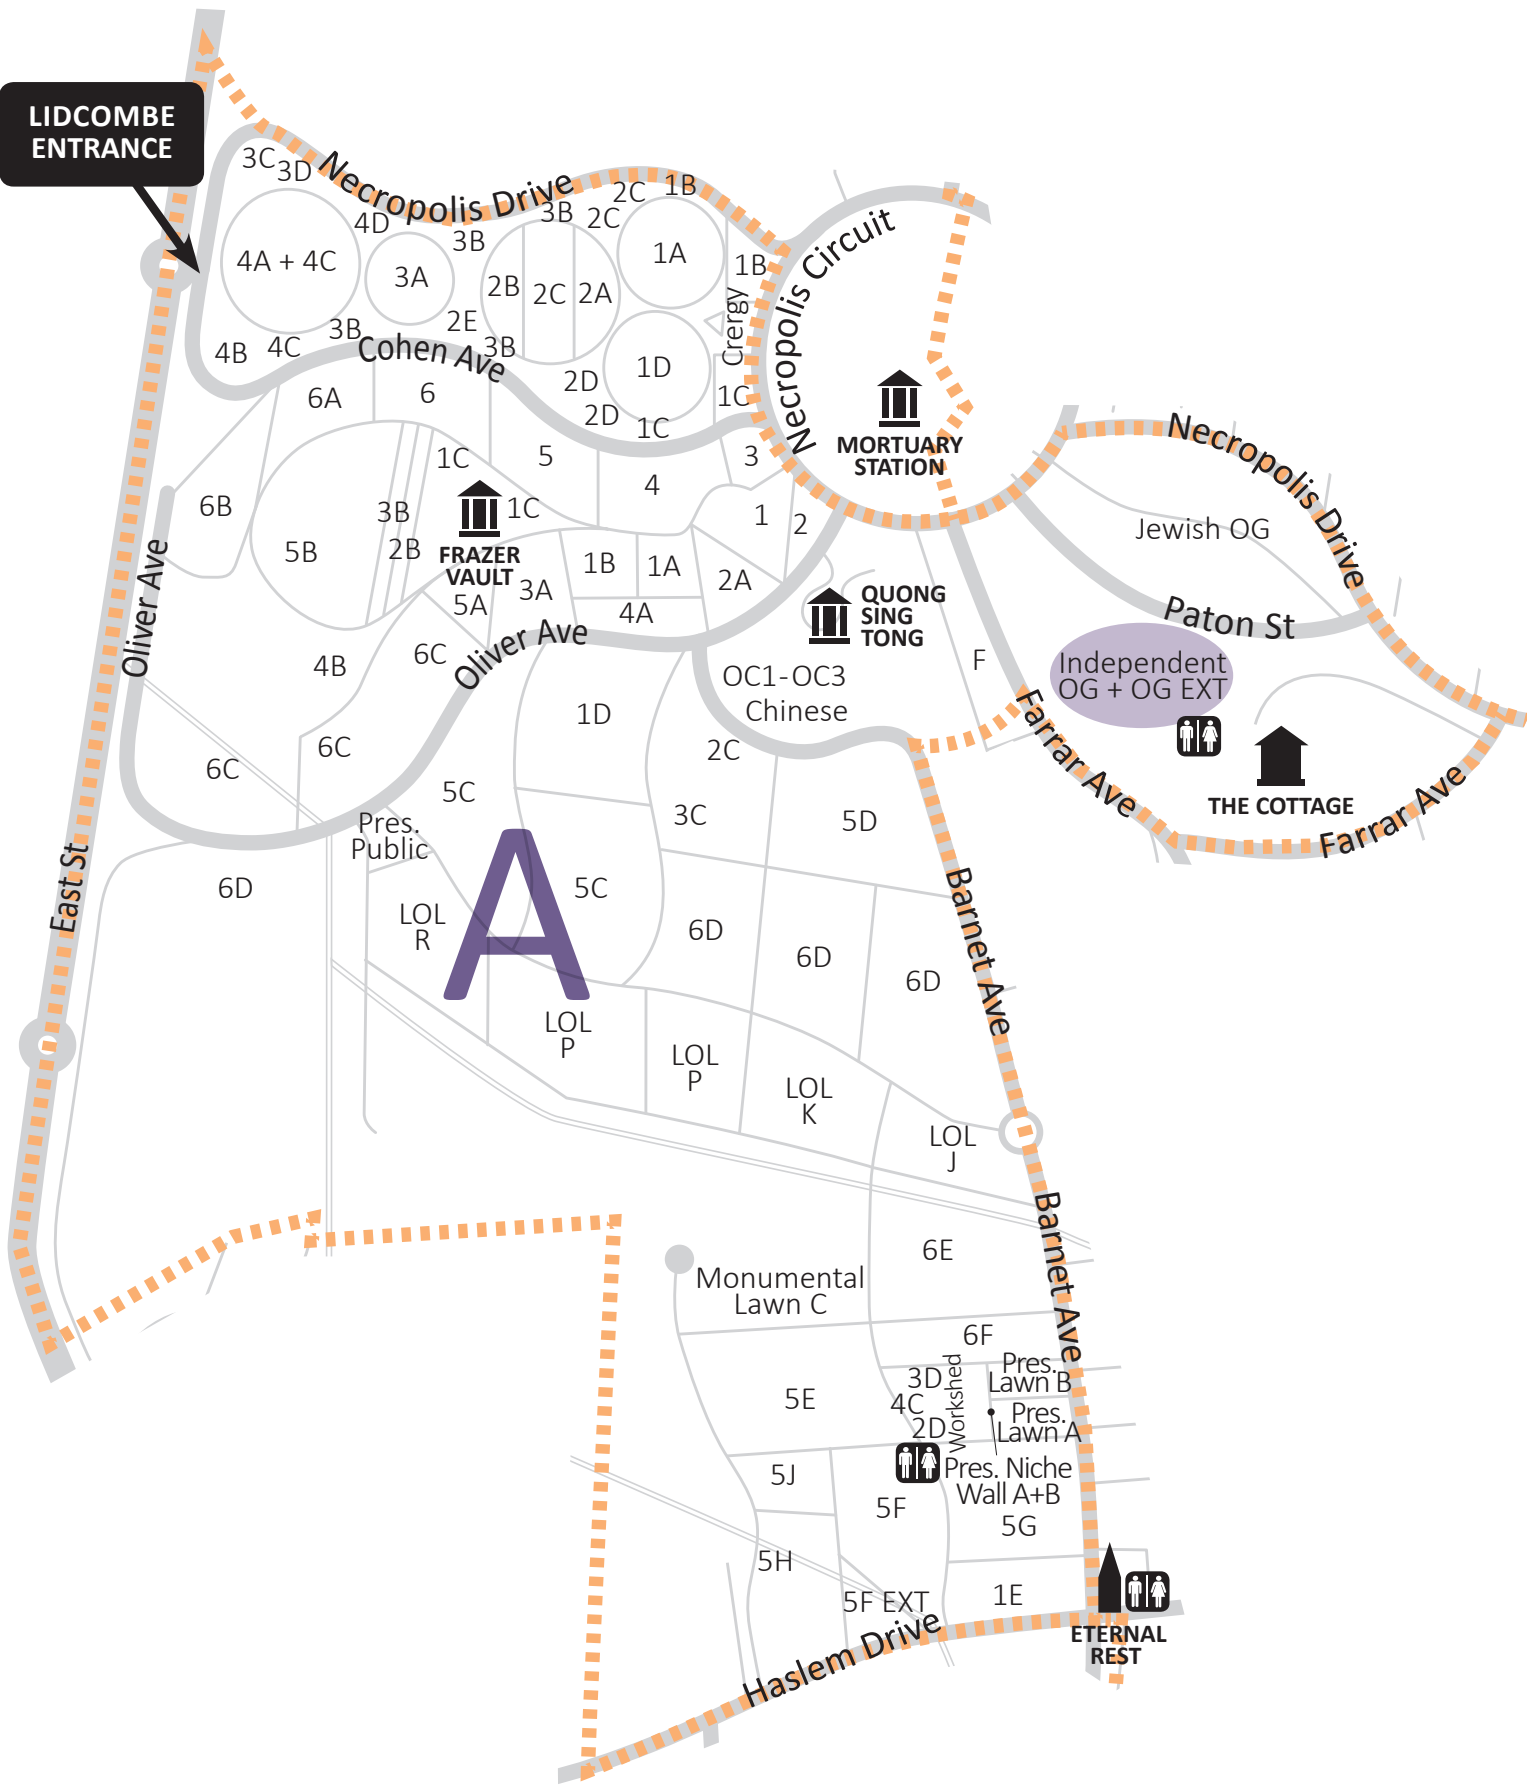 LIDCOMBE
ENTRANCE
3C
3D
Necropolis Drive
2C
1B
4D
3B
2C
3B
4A + 4C
3A
2B
2C
2A
1A
1B
Crergy
Necropolis Circuit
2E
3B
3B
4B
4C
Cohen Ave
1D
2D
2D
1C
1C
6A
6
MORTUARY
STATION
Necropolis Drive
1C
5
3
4
6B
3B
1C
1
2
Jewish OG
5B
2B
FRAZER
VAULT
1B
1A
2A
5A
3A
4A
QUONG
SING
TONG
Paton St
Oliver Ave
Oliver Ave
4B
6C
F
Independent
OG + OG EXT
OC1-OC3
Chinese
1D
Farrar Ave
6C
6C
2C
5C
THE COTTAGE
Farrar Ave
Pres.
Public
3C
5D
East St
6D
5C
A
LOL
R
6D
6D
6D
Barnet Ave
LOL
P
LOL
P
LOL
K
LOL
J
Barnet Ave
6E
Monumental
Lawn C
6F
Pres.
Lawn B
3D
Workshed
5E
4C
Pres.
Lawn A
2D
5J
Pres. Niche
Wall A+B
5F
5G
5H
5F EXT
1E
Haslem Drive
ETERNAL
REST